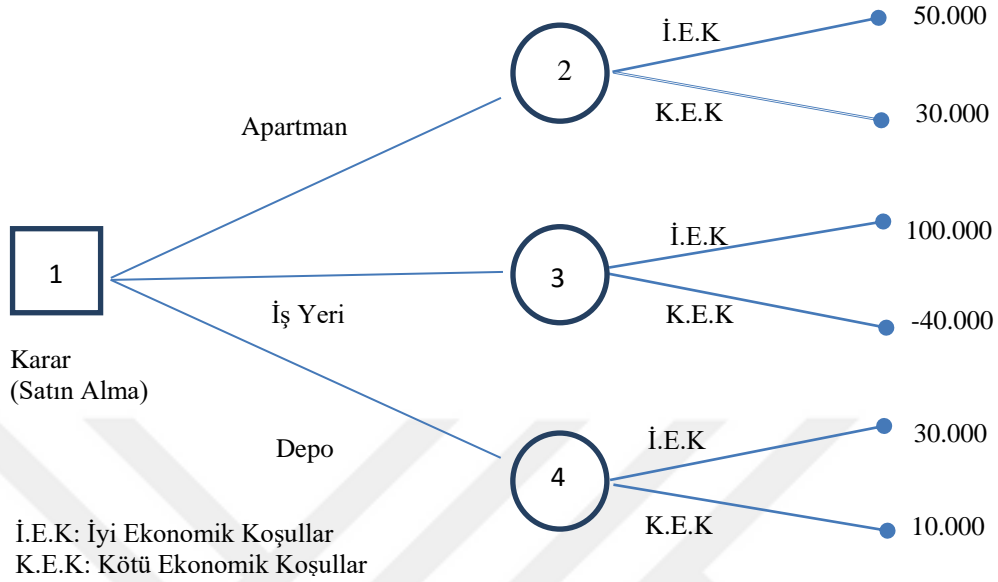 İ.E.K
50.000
2
K.E.K
30.000
Apartman
1
İ.E.K
100.000
3
İş Yeri
K.E.K
-40.000
Karar
(Satın Alma)
Depo
İ.E.K
30.000
4
K.E.K
10.000
İ.E.K: İyi Ekonomik Koşullar
K.E.K: Kötü Ekonomik Koşullar